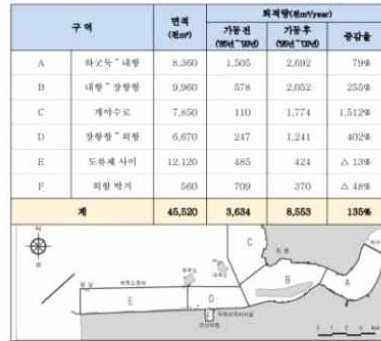 구 역 면적 (천m²) 퇴적량(천m³/year)
가동 전 가동 후 증감율
A 하굿둑~내항 8,360 1,505 2,692 79%
B 내항~장항항 9,960 578 2,052 255%
C 개야수로 7,850 110 1,774 1,512%
D 장항항~외항 6,670 247 1,241 402%
E 도류제 사이 12,120 485 424 △ 13%
F 외항 박지 560 709 370 △ 48%
계 45,520 3,634 8,553 135%
N
C
B
A
E
D
F